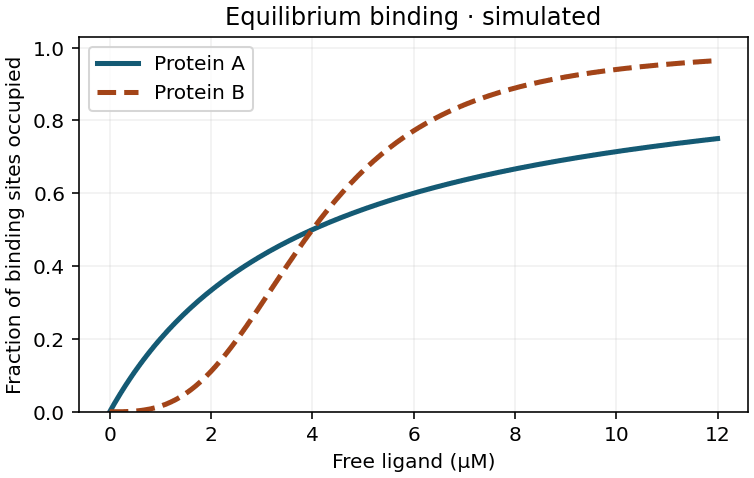 Equilibrium binding · simulated
Protein A
Protein B
Fraction of binding sites occupied
1.0
0.8
0.6
0.4
0.2
0.0
0 2 4 6 8 10 12
Free ligand (µM)